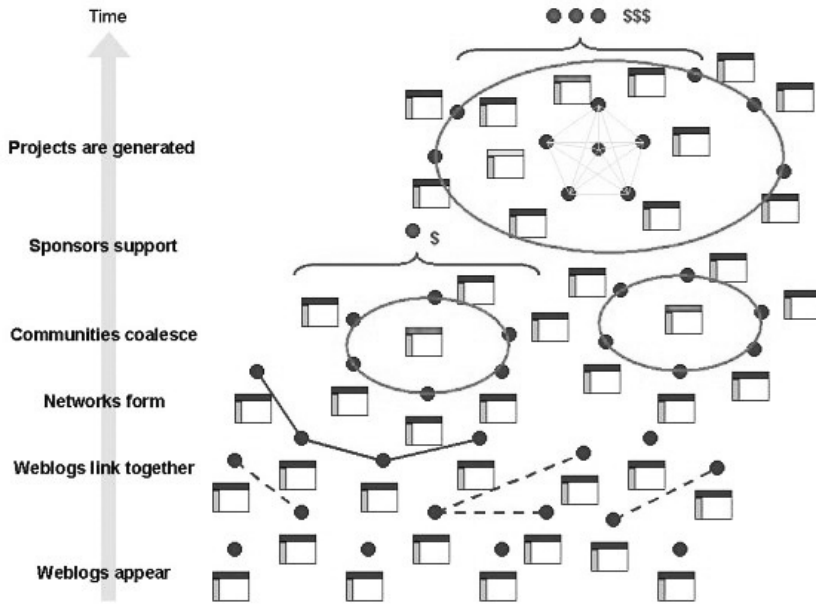 Time
$$$
Projects are generated
Sponsors support
$
Communities coalesce
Networks form
Weblogs link together
Weblogs appear